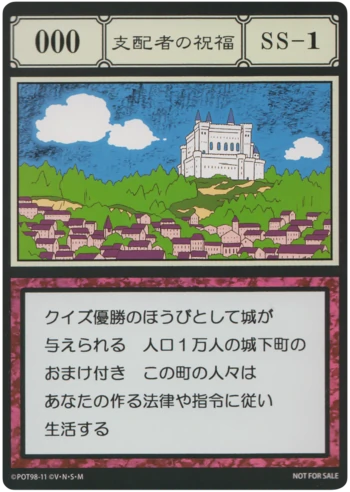 000 支配者の祝福 SS-1
クイズ優勝のほうびとして城が
与えられる　人口1万人の城下町の
おまけ付き　この町の人々は
あなたの作る法律や指令に従い
生活する
©POT98-11 ©V・N・S・M NOT FOR SALE